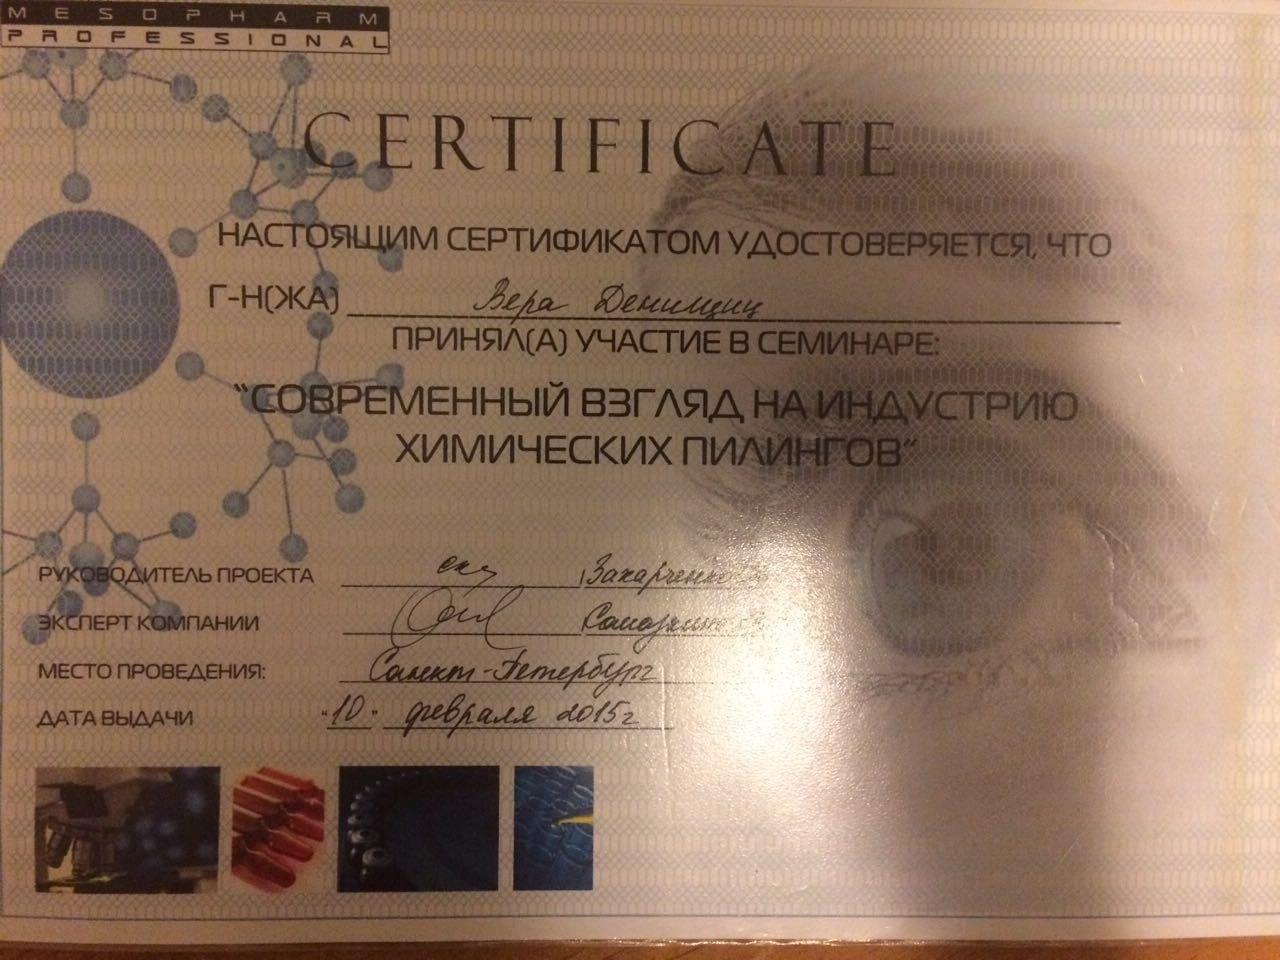 MESOPHARM
PROFESSIONAL
CERTIFICATE
НАСТОЯЩИМ СЕРТИФИКАТОМ УДОСТОВЕРЯЕТСЯ, ЧТО
Г-Н(ЖА) Вера Денищиц
ПРИНЯЛ(А) УЧАСТИЕ В СЕМИНАРЕ:
"СОВРЕМЕННЫЙ ВЗГЛЯД НА ИНДУСТРИЮ
ХИМИЧЕСКИХ ПИЛИНГОВ"
РУКОВОДИТЕЛЬ ПРОЕКТА
ЭКСПЕРТ КОМПАНИИ
МЕСТО ПРОВЕДЕНИЯ: Санкт-Петербург
ДАТА ВЫДАЧИ "10" февраля 2015г